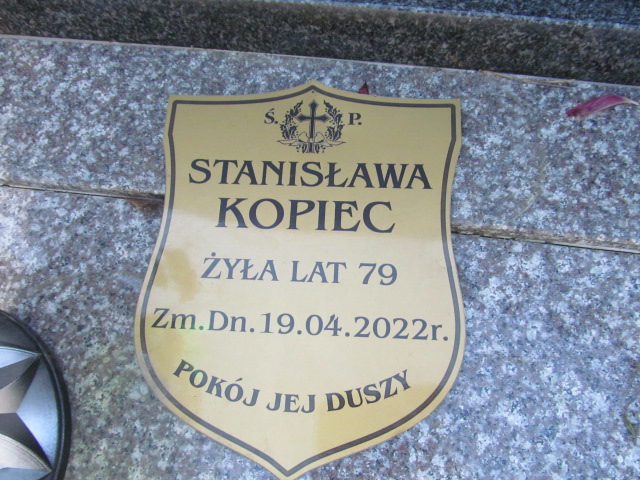 Ś. P.
STANISŁAWA
KOPIEC
ŻYŁA LAT 79
Zm.Dn.19.04.2022r.
POKÓJ JEJ DUSZY